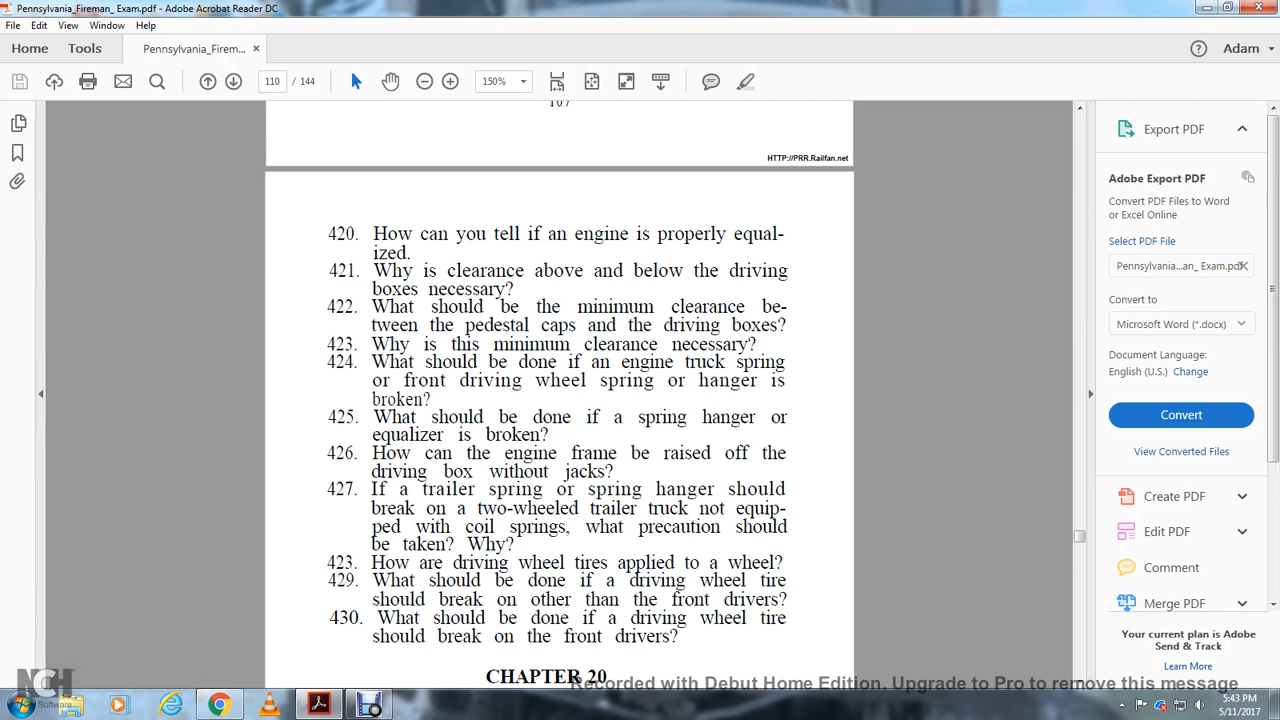 Pennsylvania_Fireman_ Exam.pdf - Adobe Acrobat Reader DC
File Edit View Window Help
Home Tools Pennsylvania_Firem... × Adam
110 / 144 150%
107
HTTP://PRR.Railfan.net
420. How can you tell if an engine is properly equal-
ized.
421. Why is clearance above and below the driving
boxes necessary?
422. What should be the minimum clearance be-
tween the pedestal caps and the driving boxes?
423. Why is this minimum clearance necessary?
424. What should be done if an engine truck spring
or front driving wheel spring or hanger is
broken?
425. What should be done if a spring hanger or
equalizer is broken?
426. How can the engine frame be raised off the
driving box without jacks?
427. If a trailer spring or spring hanger should
break on a two-wheeled trailer truck not equip-
ped with coil springs, what precaution should
be taken? Why?
423. How are driving wheel tires applied to a wheel?
429. What should be done if a driving wheel tire
should break on other than the front drivers?
430. What should be done if a driving wheel tire
should break on the front drivers?
CHAPTER 20
Export PDF
Adobe Export PDF
Convert PDF Files to Word
or Excel Online
Select PDF File
Pennsylvania...an_ Exam.pdf
Convert to
Microsoft Word (*.docx)
Document Language:
English (U.S.) Change
Convert
View Converted Files
Create PDF
Edit PDF
Comment
Merge PDF
Your current plan is Adobe
Send & Track
Learn More
Recorded with Debut Home Edition. Upgrade to Pro to remove this message
NCH
Software
5:43 PM
5/11/2017